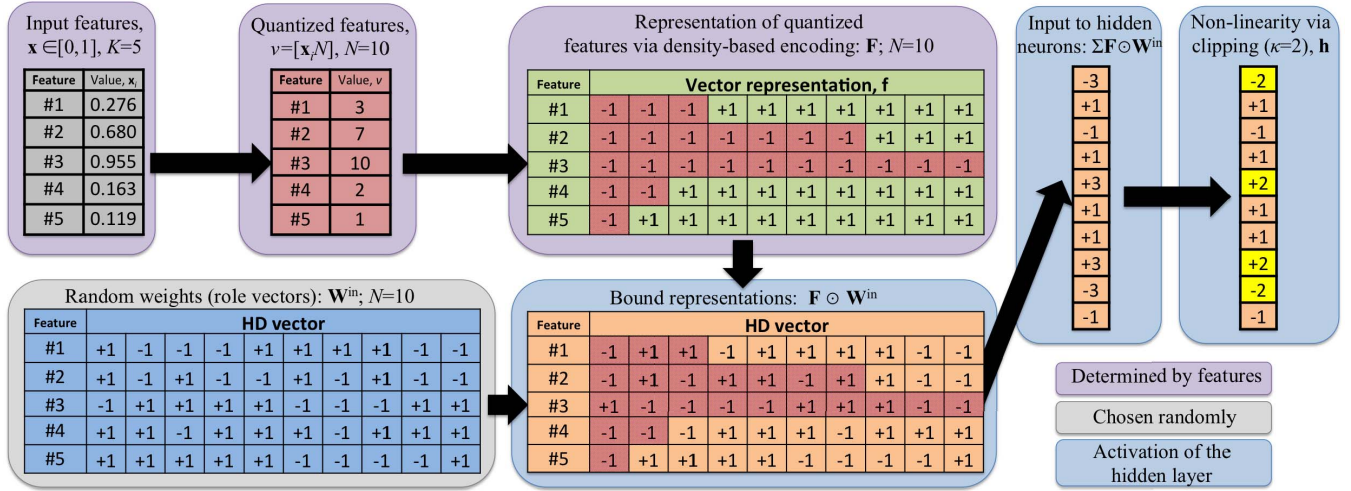 Input features,
x ∈[0,1], K=5
Feature Value, xᵢ
#1 0.276
#2 0.680
#3 0.955
#4 0.163
#5 0.119
Quantized features,
v=[xᵢN], N=10
Feature Value, v
#1 3
#2 7
#3 10
#4 2
#5 1
Representation of quantized
features via density-based encoding: F; N=10
Feature Vector representation, f
#1 -1 -1 -1 +1 +1 +1 +1 +1 +1 +1
#2 -1 -1 -1 -1 -1 -1 -1 +1 +1 +1
#3 -1 -1 -1 -1 -1 -1 -1 -1 -1 -1
#4 -1 -1 +1 +1 +1 +1 +1 +1 +1 +1
#5 -1 +1 +1 +1 +1 +1 +1 +1 +1 +1
Input to hidden
neurons: ΣF⊙Wⁱⁿ
-3
+1
-1
+1
+3
+1
+1
+3
-3
-1
Non-linearity via
clipping (κ=2), h
-2
+1
-1
+1
+2
+1
+1
+2
-2
-1
Random weights (role vectors): Wⁱⁿ; N=10
Feature HD vector
#1 +1 -1 -1 -1 +1 +1 +1 +1 -1 -1
#2 +1 -1 +1 -1 -1 +1 -1 +1 -1 -1
#3 -1 +1 +1 +1 +1 -1 -1 -1 +1 +1
#4 +1 +1 -1 +1 +1 +1 -1 +1 +1 +1
#5 +1 +1 +1 +1 +1 -1 -1 -1 -1 +1
Bound representations: F ⊙ Wⁱⁿ
Feature HD vector
#1 -1 +1 +1 -1 +1 +1 +1 +1 -1 -1
#2 -1 +1 -1 +1 +1 -1 +1 +1 -1 -1
#3 +1 -1 -1 -1 -1 +1 +1 +1 -1 -1
#4 -1 -1 -1 +1 +1 +1 -1 +1 +1 +1
#5 -1 +1 +1 +1 +1 -1 -1 -1 -1 +1
Determined by features
Chosen randomly
Activation of the
hidden layer